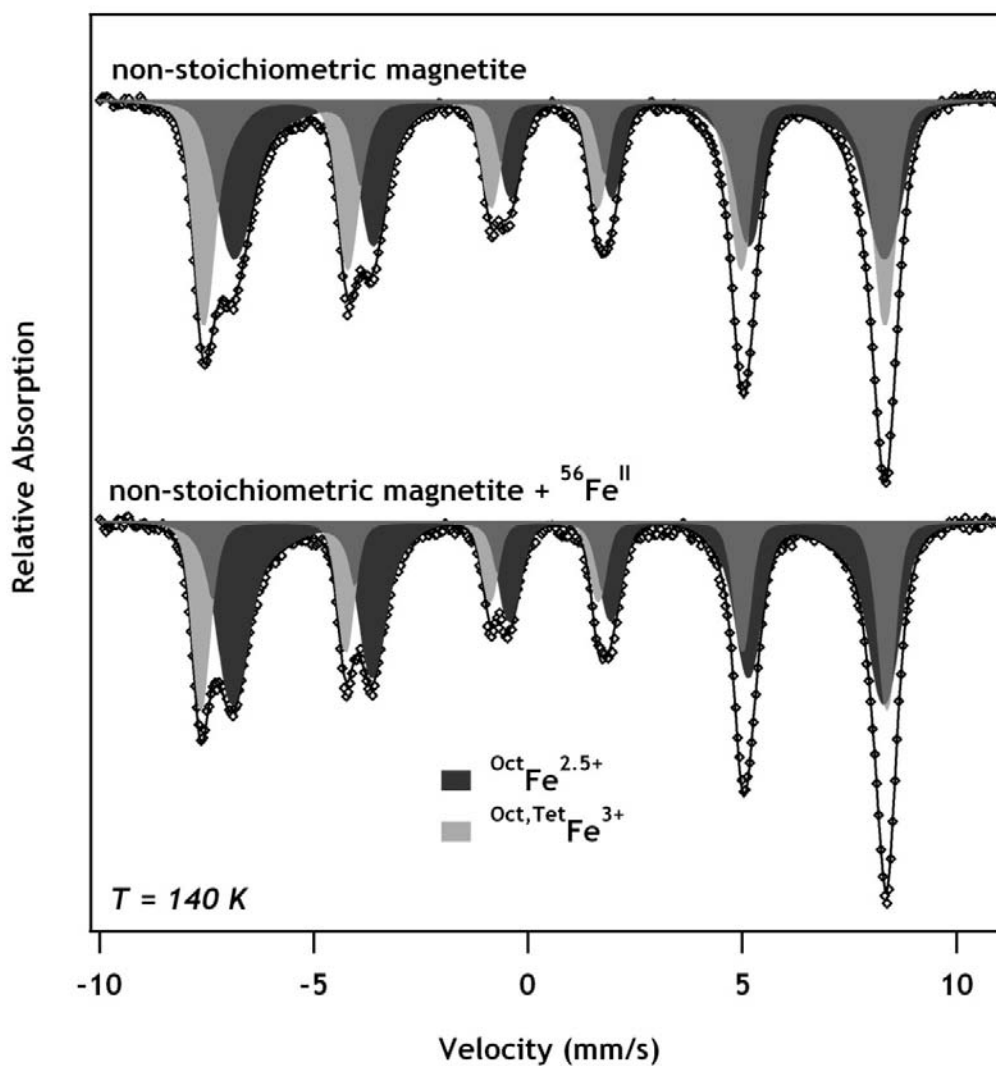 non-stoichiometric magnetite
Relative Absorption
non-stoichiometric magnetite + ⁵⁶Feᴵᴵ
ᴼᶜᵗFe²·⁵⁺
ᴼᶜᵗ,ᵀᵉᵗFe³⁺
T = 140 K
-10 -5 0 5 10
Velocity (mm/s)